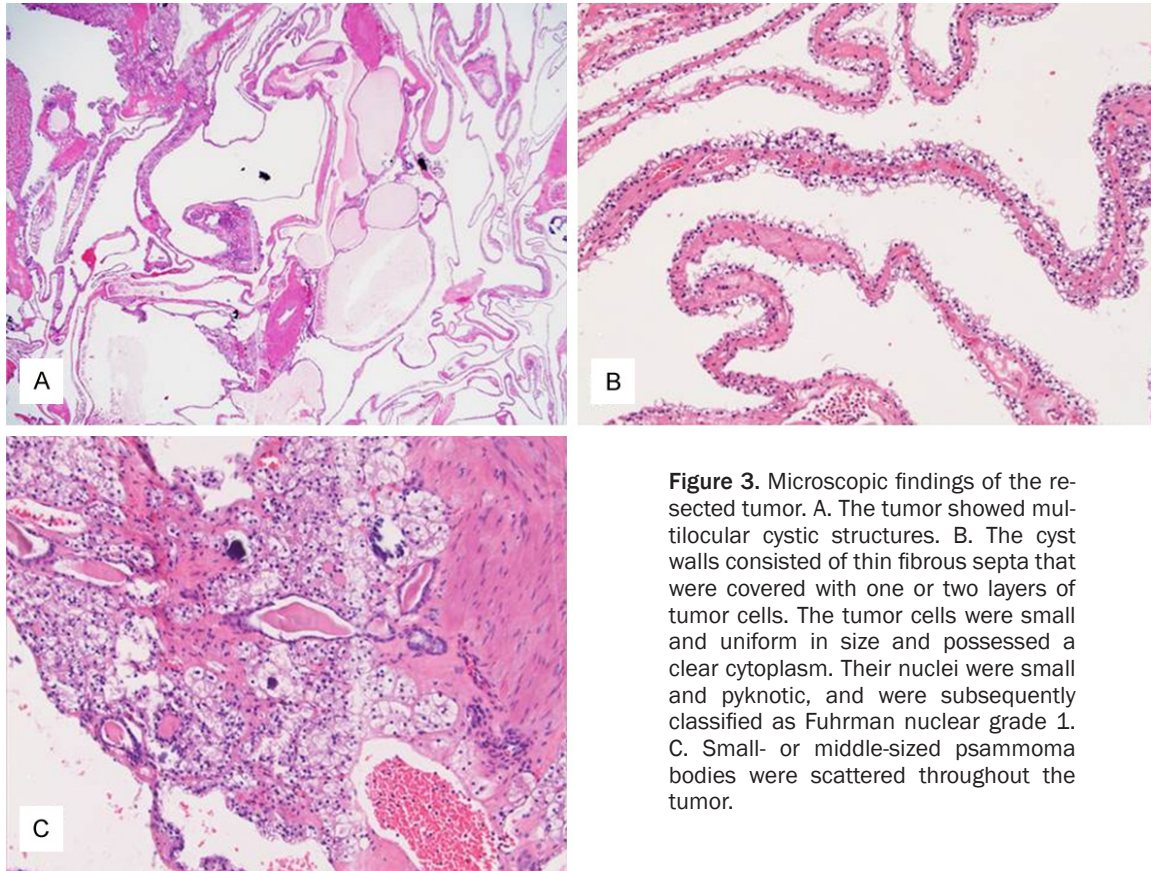 A
B
C
Figure 3. Microscopic findings of the re-
sected tumor. A. The tumor showed mul-
tilocular cystic structures. B. The cyst
walls consisted of thin fibrous septa that
were covered with one or two layers of
tumor cells. The tumor cells were small
and uniform in size and possessed a
clear cytoplasm. Their nuclei were small
and pyknotic, and were subsequently
classified as Fuhrman nuclear grade 1.
C. Small- or middle-sized psammoma
bodies were scattered throughout the
tumor.